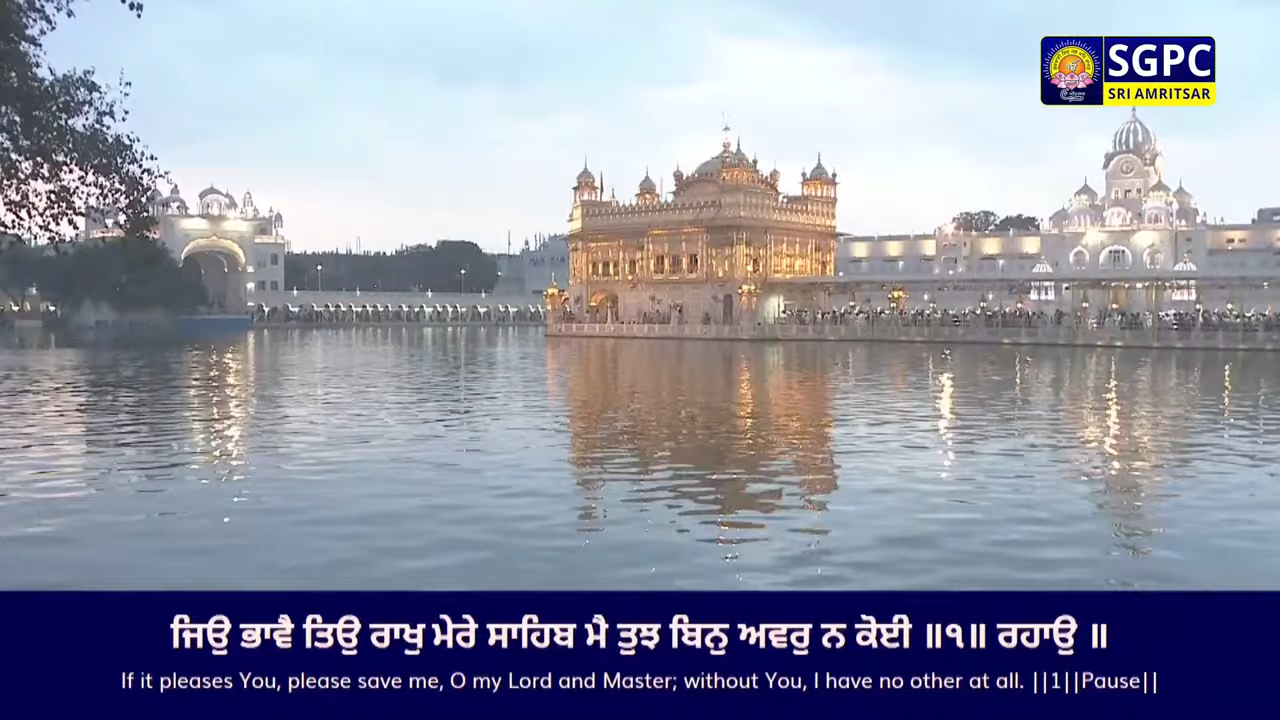 SGPC
SRI AMRITSAR
ਜਿਉ ਭਾਵੈ ਤਿਉ ਰਾਖੁ ਮੇਰੇ ਸਾਹਿਬ ਮੈ ਤੁਝ ਬਿਨੁ ਅਵਰੁ ਨ ਕੋਈ ॥੧॥ ਰਹਾਉ ॥
If it pleases You, please save me, O my Lord and Master; without You, I have no other at all. ||1||Pause||